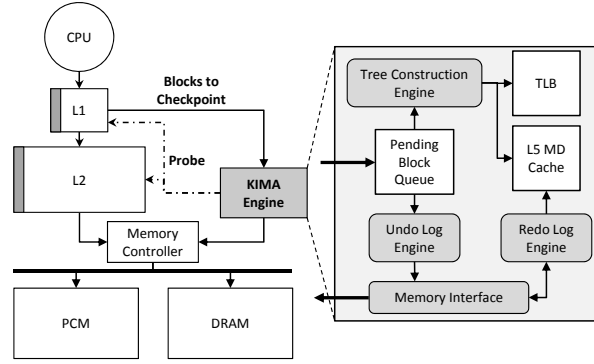 CPU
Blocks to
Checkpoint
L1
Probe
L2
KIMA
Engine
Memory
Controller
PCM
DRAM
Tree Construction
Engine
TLB
Pending
Block
Queue
L5 MD
Cache
Undo Log
Engine
Redo Log
Engine
Memory Interface